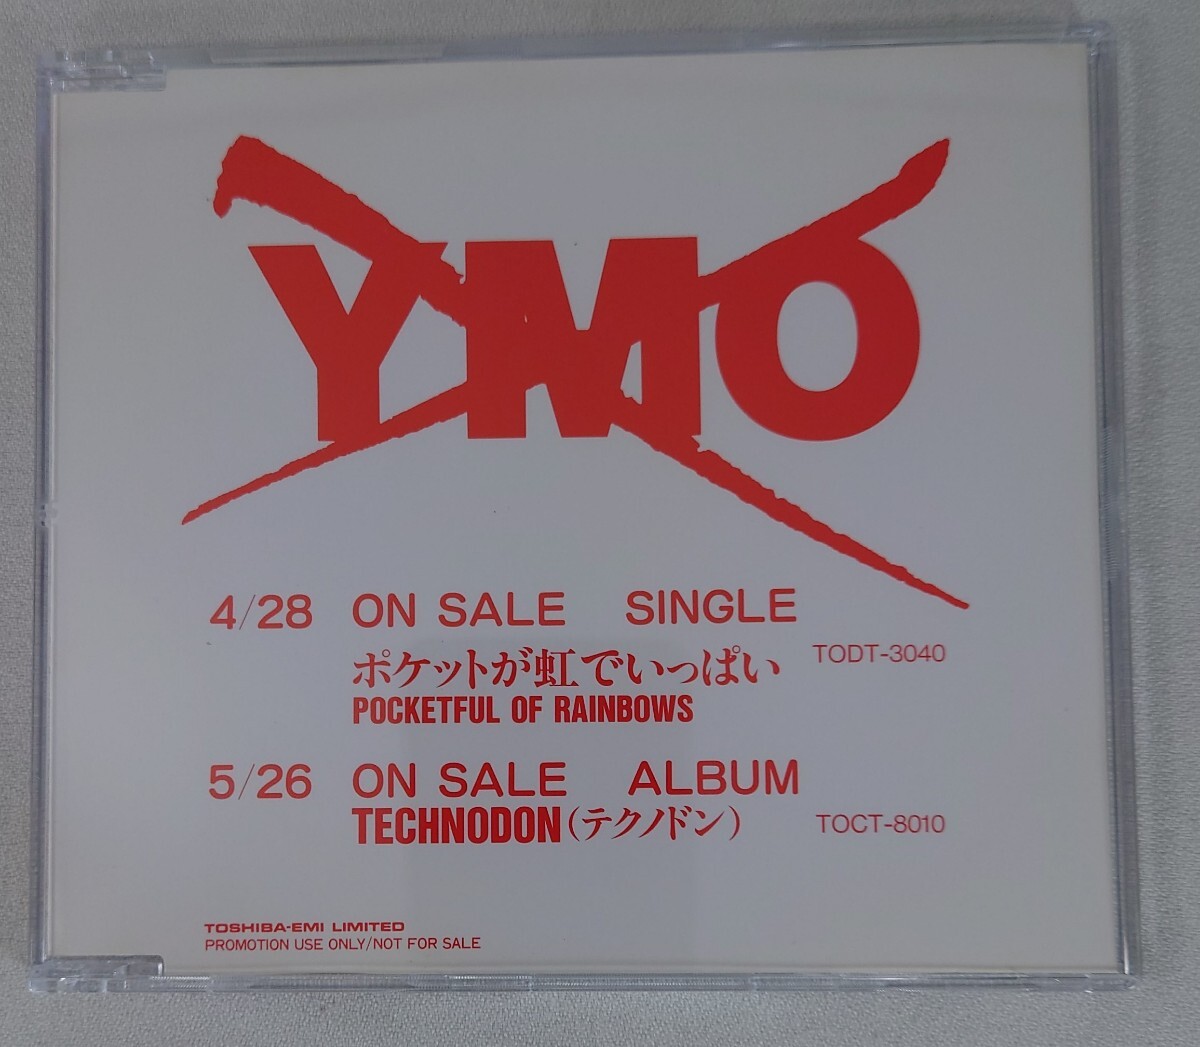 YMO
4/28 ON SALE SINGLE
ポケットが虹でいっぱい TODT-3040
POCKETFUL OF RAINBOWS
5/26 ON SALE ALBUM
TECHNODON(テクノドン) TOCT-8010
TOSHIBA-EMI LIMITED
PROMOTION USE ONLY/NOT FOR SALE